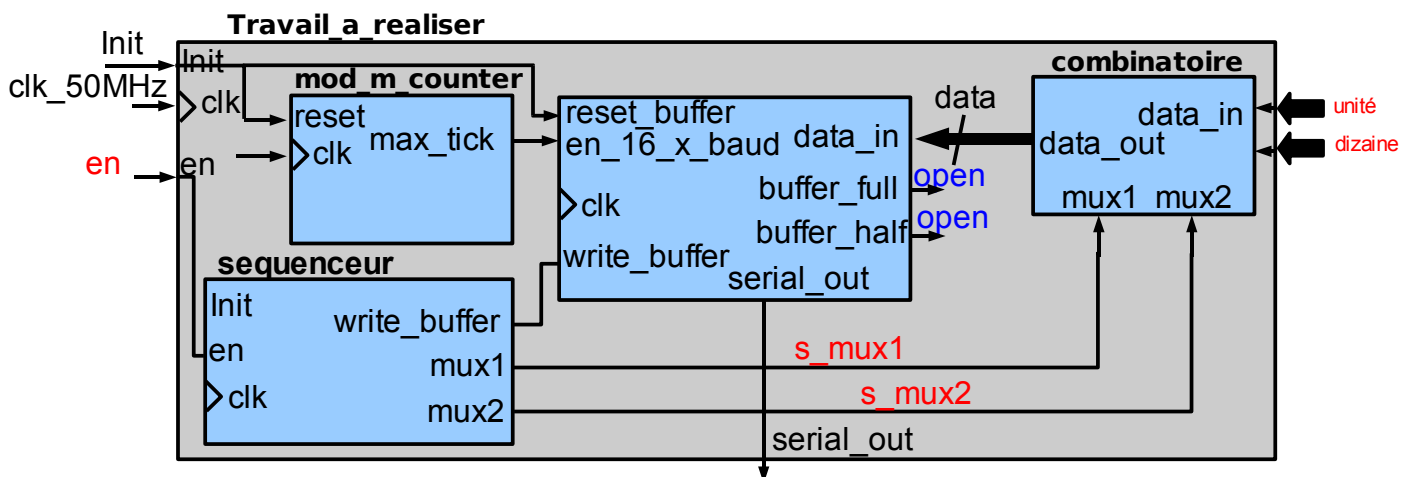 Travail_a_realiser
Init
clk_50MHz
en
Init
clk
en
mod_m_counter
reset
max_tick
clk
reset_buffer
en_16_x_baud
data_in
buffer_full
clk
buffer_half
write_buffer
serial_out
data
open
open
combinatoire
data_in
data_out
mux1 mux2
unité
dizaine
sequenceur
Init
write_buffer
en
mux1
clk
mux2
s_mux1
s_mux2
serial_out